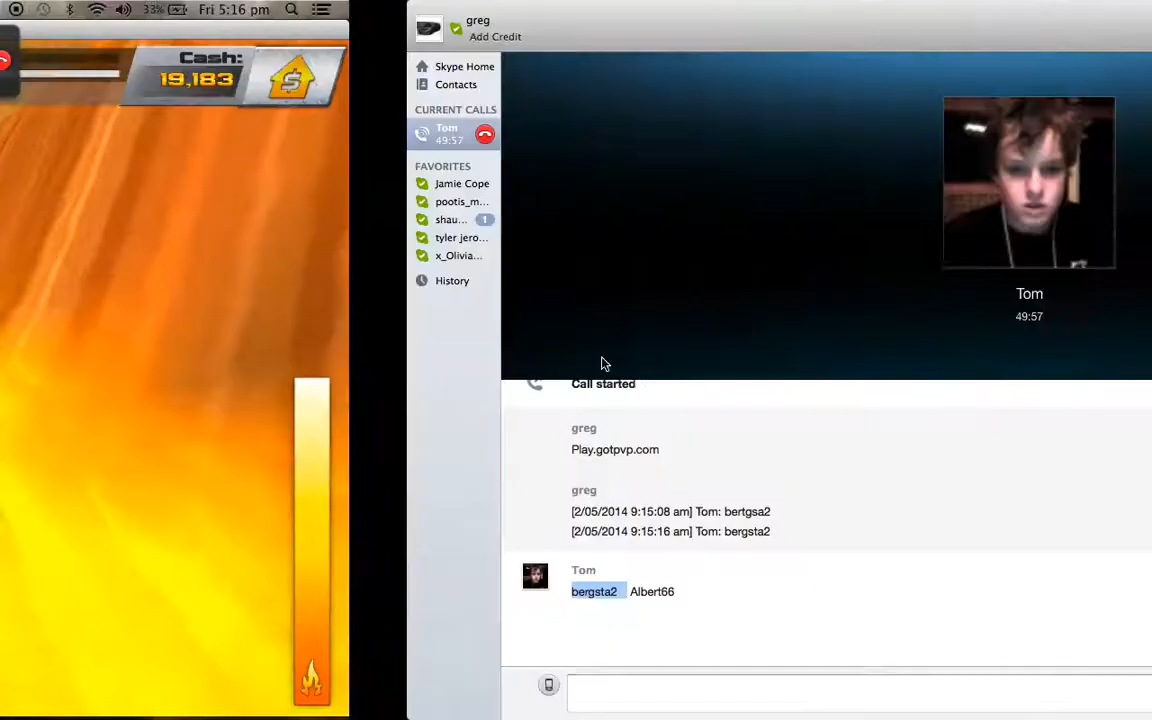 33%
Fri 5:16 pm
Cash:
19,183
$
greg
Add Credit
Skype Home
Contacts
CURRENT CALLS
Tom
49:57
FAVORITES
Jamie Cope
pootis_m...
shau...
1
tyler jero...
x_Olivia...
History
Tom
49:57
Call started
greg
Play.gotpvp.com
greg
[2/05/2014 9:15:08 am] Tom: bertgsa2
[2/05/2014 9:15:16 am] Tom: bergsta2
Tom
bergsta2 Albert66